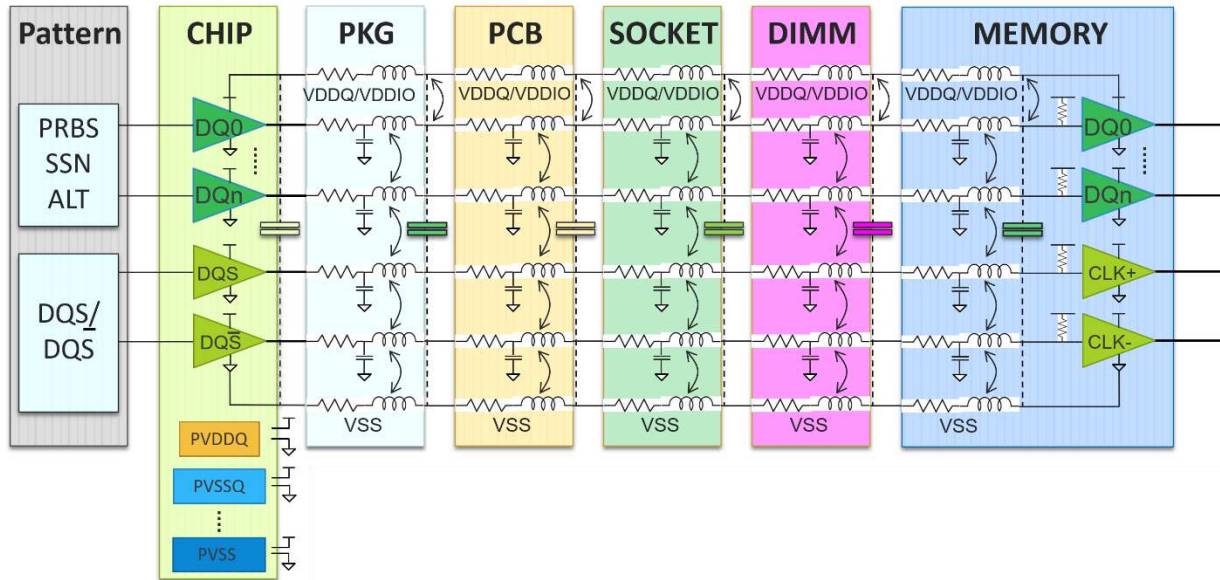 Pattern
CHIP
PKG
PCB
SOCKET
DIMM
MEMORY
VDDQ/VDDIO
VDDQ/VDDIO
VDDQ/VDDIO
VDDQ/VDDIO
VDDQ/VDDIO
PRBS
SSN
ALT
DQ0
DQ0
DQn
DQn
DQS/
DQS
DQS
CLK+
DQS̅
CLK-
VSS
VSS
VSS
VSS
VSS
PVDDQ
PVSSQ
PVSS